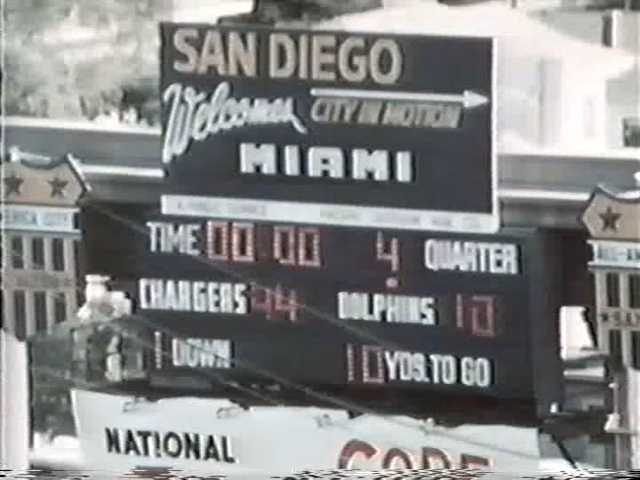 SAN DIEGO
Welcomes CITY IN MOTION
MIAMI
TIME 00:00 4 QUARTER
CHARGERS 44 DOLPHINS 10
1 DOWN 10 YDS. TO GO
NATIONAL